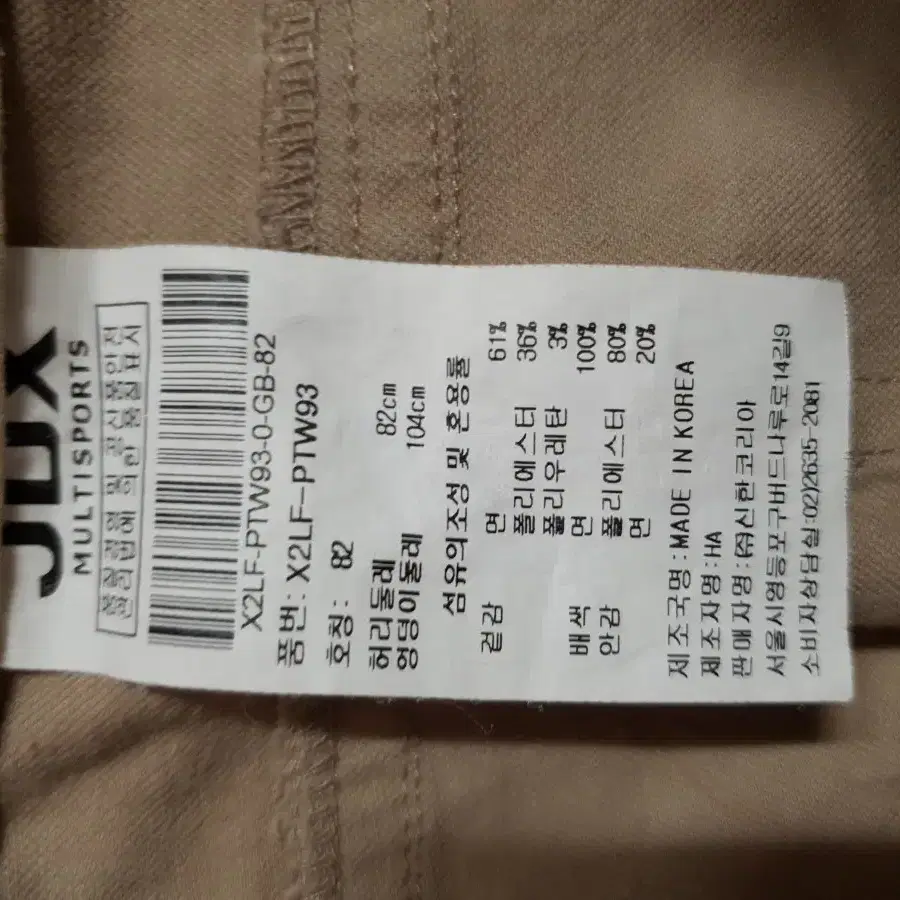 JDX
MULTISPORTS
품질경영 및 공산품안전
관리법에 의한 품질표시
X2LF-PTW93-0-GB-82
품번: X2LF-PTW93
호칭: 82
허리둘레 82cm
엉덩이둘레 104cm
섬유의조성 및 혼용률
겉감 면 61%
폴리에스터 36%
폴리우레탄 3%
배색 면 100%
안감 폴리에스터 80%
면 20%
제조국명:MADE IN KOREA
제조자명:HA
판매자명:㈜신한코리아
서울시영등포구버드나루로14길9
소비자상담실:02)2635-2081